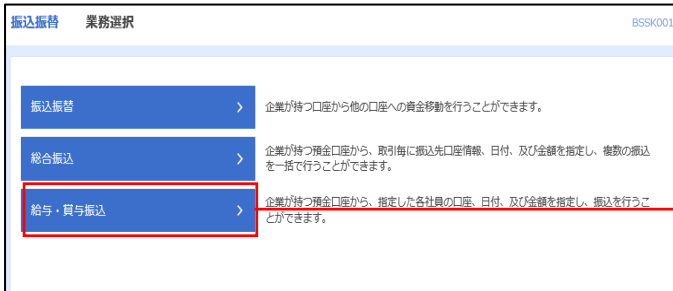 振込振替 業務選択 BSSK001
振込振替 企業が持つ口座から他の口座への資金移動を行うことができます。
総合振込 企業が持つ預金口座から、取引毎に振込先口座情報、日付、及び金額を指定し、複数の振込
を一括で行うことができます。
給与・賞与振込 企業が持つ預金口座から、指定した各社員の口座、日付、及び金額を指定し、振込を行うこ
とができます。